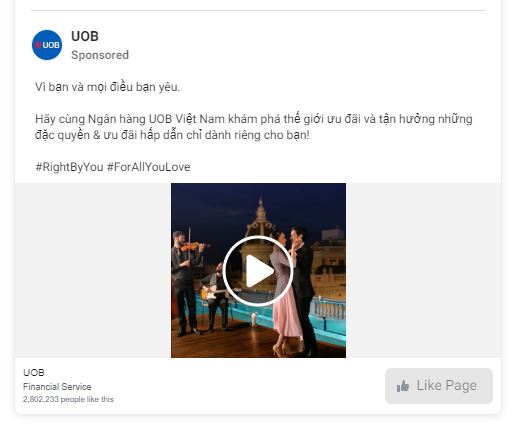 UOB
UOB
Sponsored
Vì bạn và mọi điều bạn yêu.
Hãy cùng Ngân hàng UOB Việt Nam khám phá thế giới ưu đãi và tận hưởng những
đặc quyền & ưu đãi hấp dẫn chỉ dành riêng cho bạn!
#RightByYou #ForAllYouLove
UOB
Financial Service
2,802,233 people like this
Like Page